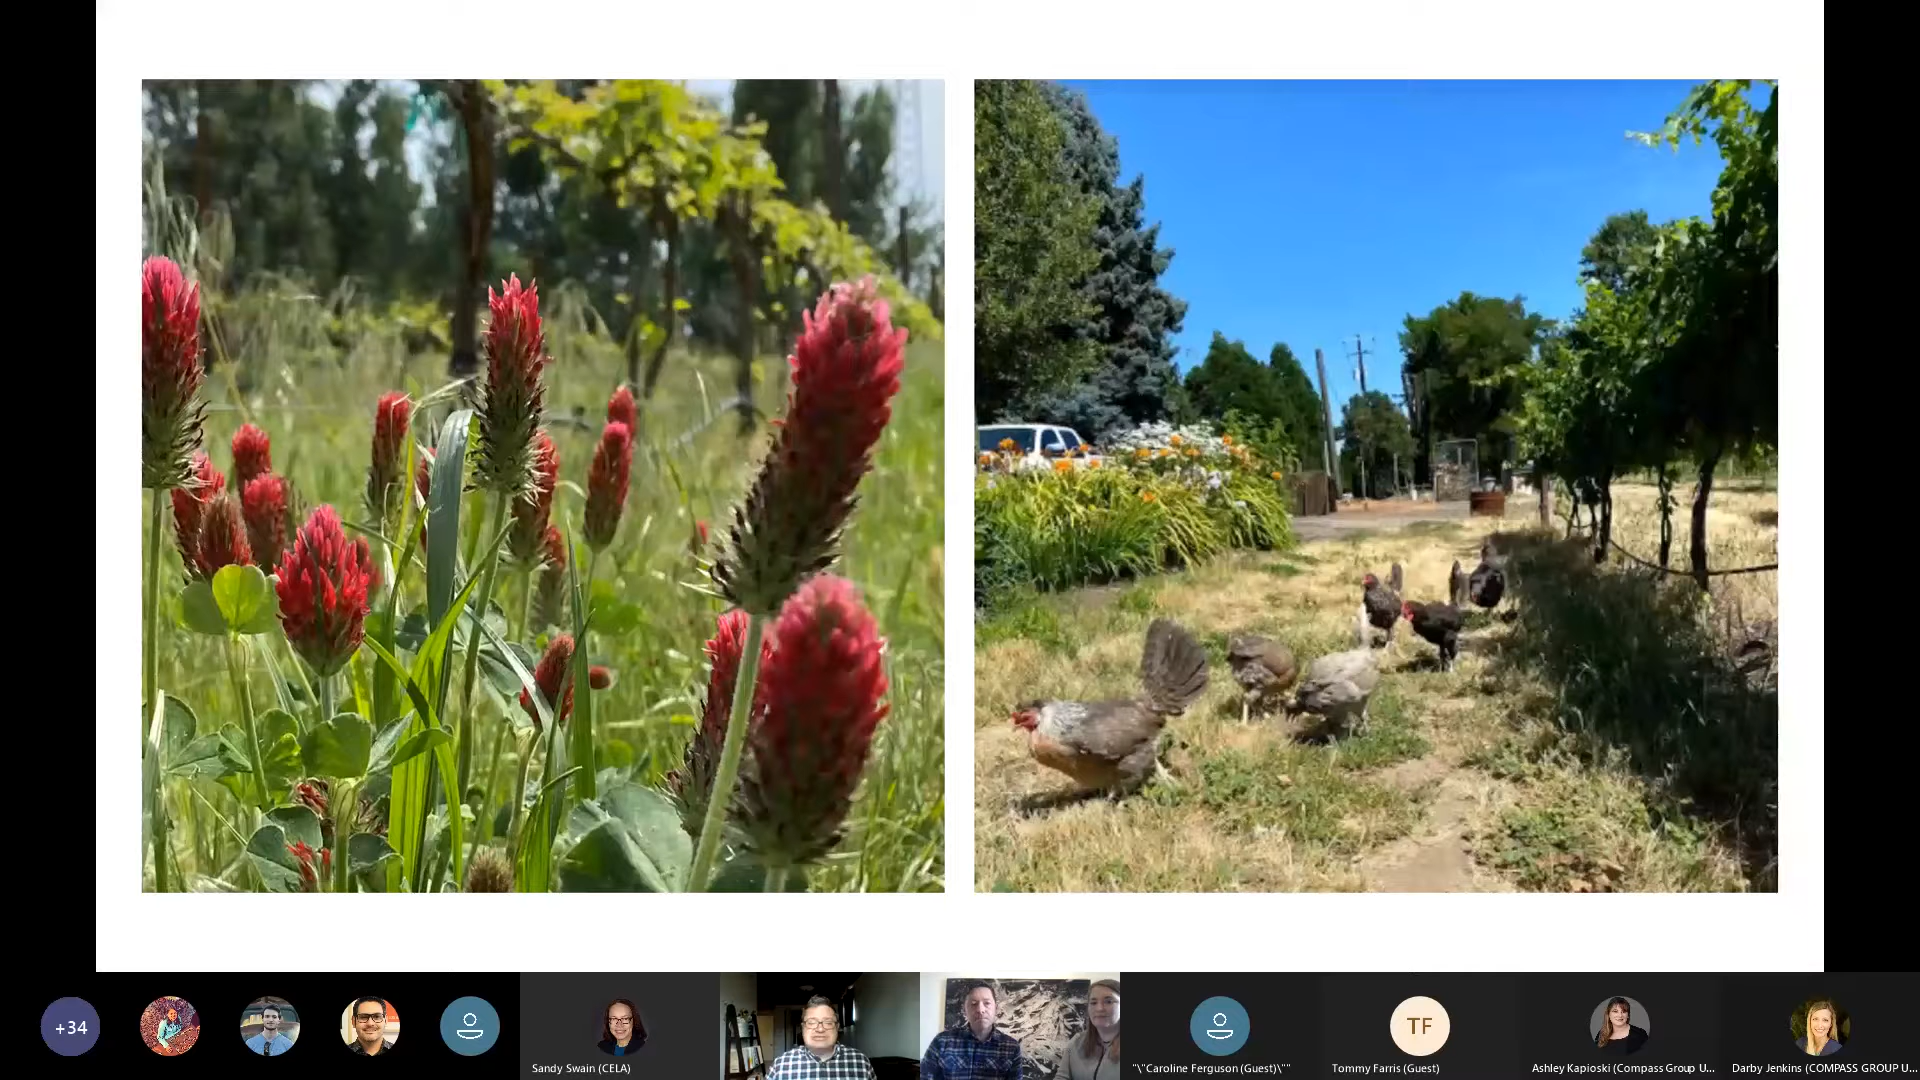 +34
Sandy Swain (CELA)
"\"Caroline Ferguson (Guest)\""
TF
Tommy Farris (Guest)
Ashley Kapioski (Compass Group U...
Darby Jenkins (COMPASS GROUP U...